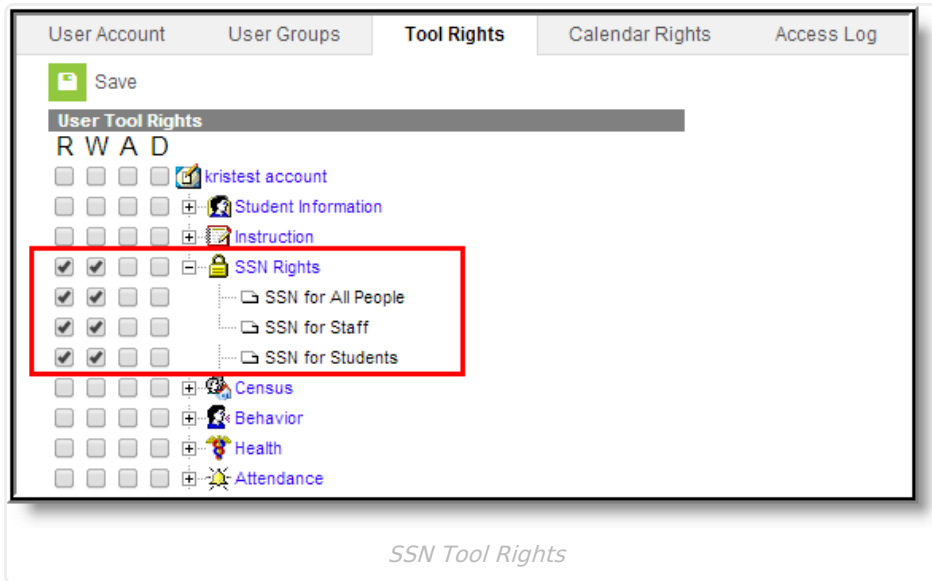 User Account User Groups Tool Rights Calendar Rights Access Log
Save
User Tool Rights
R W A D
kristest account
Student Information
Instruction
SSN Rights
SSN for All People
SSN for Staff
SSN for Students
Census
Behavior
Health
Attendance
SSN Tool Rights